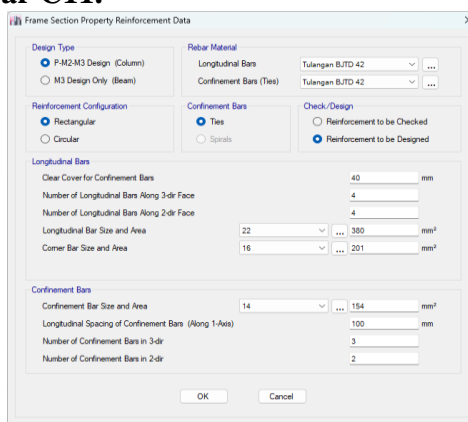 Frame Section Property Reinforcement Data
Design Type
P-M2-M3 Design (Column)
M3 Design Only (Beam)
Rebar Material
Longitudinal Bars Tulangan BJTD 42 ...
Confinement Bars (Ties) Tulangan BJTD 42 ...
Reinforcement Configuration
Rectangular
Circular
Confinement Bars
Ties
Spirals
Check/Design
Reinforcement to be Checked
Reinforcement to be Designed
Longitudinal Bars
Clear Cover for Confinement Bars 40 mm
Number of Longitudinal Bars Along 3-dir Face 4
Number of Longitudinal Bars Along 2-dir Face 4
Longitudinal Bar Size and Area 22 ... 380 mm²
Corner Bar Size and Area 16 ... 201 mm²
Confinement Bars
Confinement Bar Size and Area 14 ... 154 mm²
Longitudinal Spacing of Confinement Bars (Along 1-Axis) 100 mm
Number of Confinement Bars in 3-dir 3
Number of Confinement Bars in 2-dir 2
OK Cancel